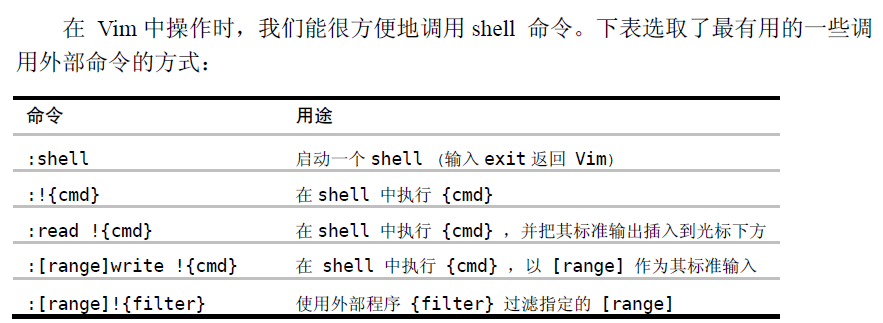 在 Vim 中操作时，我们能很方便地调用 shell 命令。下表选取了最有用的一些调
用外部命令的方式：
命令 用途
:shell 启动一个 shell (输入 exit 返回 Vim)
:!{cmd} 在 shell 中执行 {cmd}
:read !{cmd} 在 shell 中执行 {cmd} ，并把其标准输出插入到光标下方
:[range]write !{cmd} 在 shell 中执行 {cmd} ，以 [range] 作为其标准输入
:[range]!{filter} 使用外部程序 {filter} 过滤指定的 [range]